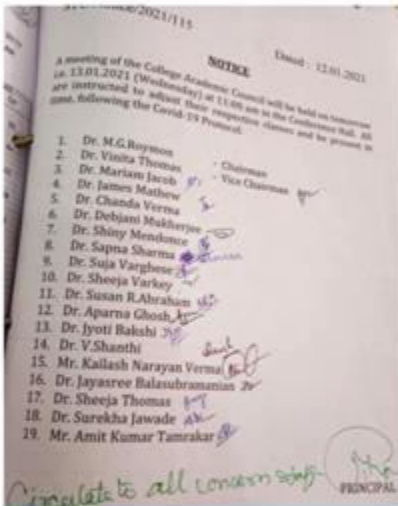 /2021/115
Dated : 12.01.2021
NOTICE
A meeting of the College Academic Council will be held on tomorrow
i.e. 13.01.2021 (Wednesday) at 11:00 am in the Conference Hall. All
are instructed to adjust their respective classes and be present in
time, following the Covid-19 Protocol.
1. Dr. M.G.Roymon - Chairman
2. Dr. Vinita Thomas - Vice Chairman
3. Dr. Mariam Jacob
4. Dr. James Mathew
5. Dr. Chanda Verma
6. Dr. Debjani Mukherjee
7. Dr. Shiny Mendonce
8. Dr. Sapna Sharma
9. Dr. Suja Varghese
10. Dr. Sheeja Varkey
11. Dr. Susan R.Abraham
12. Dr. Aparna Ghosh
13. Dr. Jyoti Bakshi
14. Dr. V.Shanthi
15. Mr. Kailash Narayan Verma
16. Dr. Jayasree Balasubramanian
17. Dr. Sheeja Thomas
18. Dr. Surekha Jawade
19. Mr. Amit Kumar Tamrakar
Circulate to all concern
PRINCIPAL